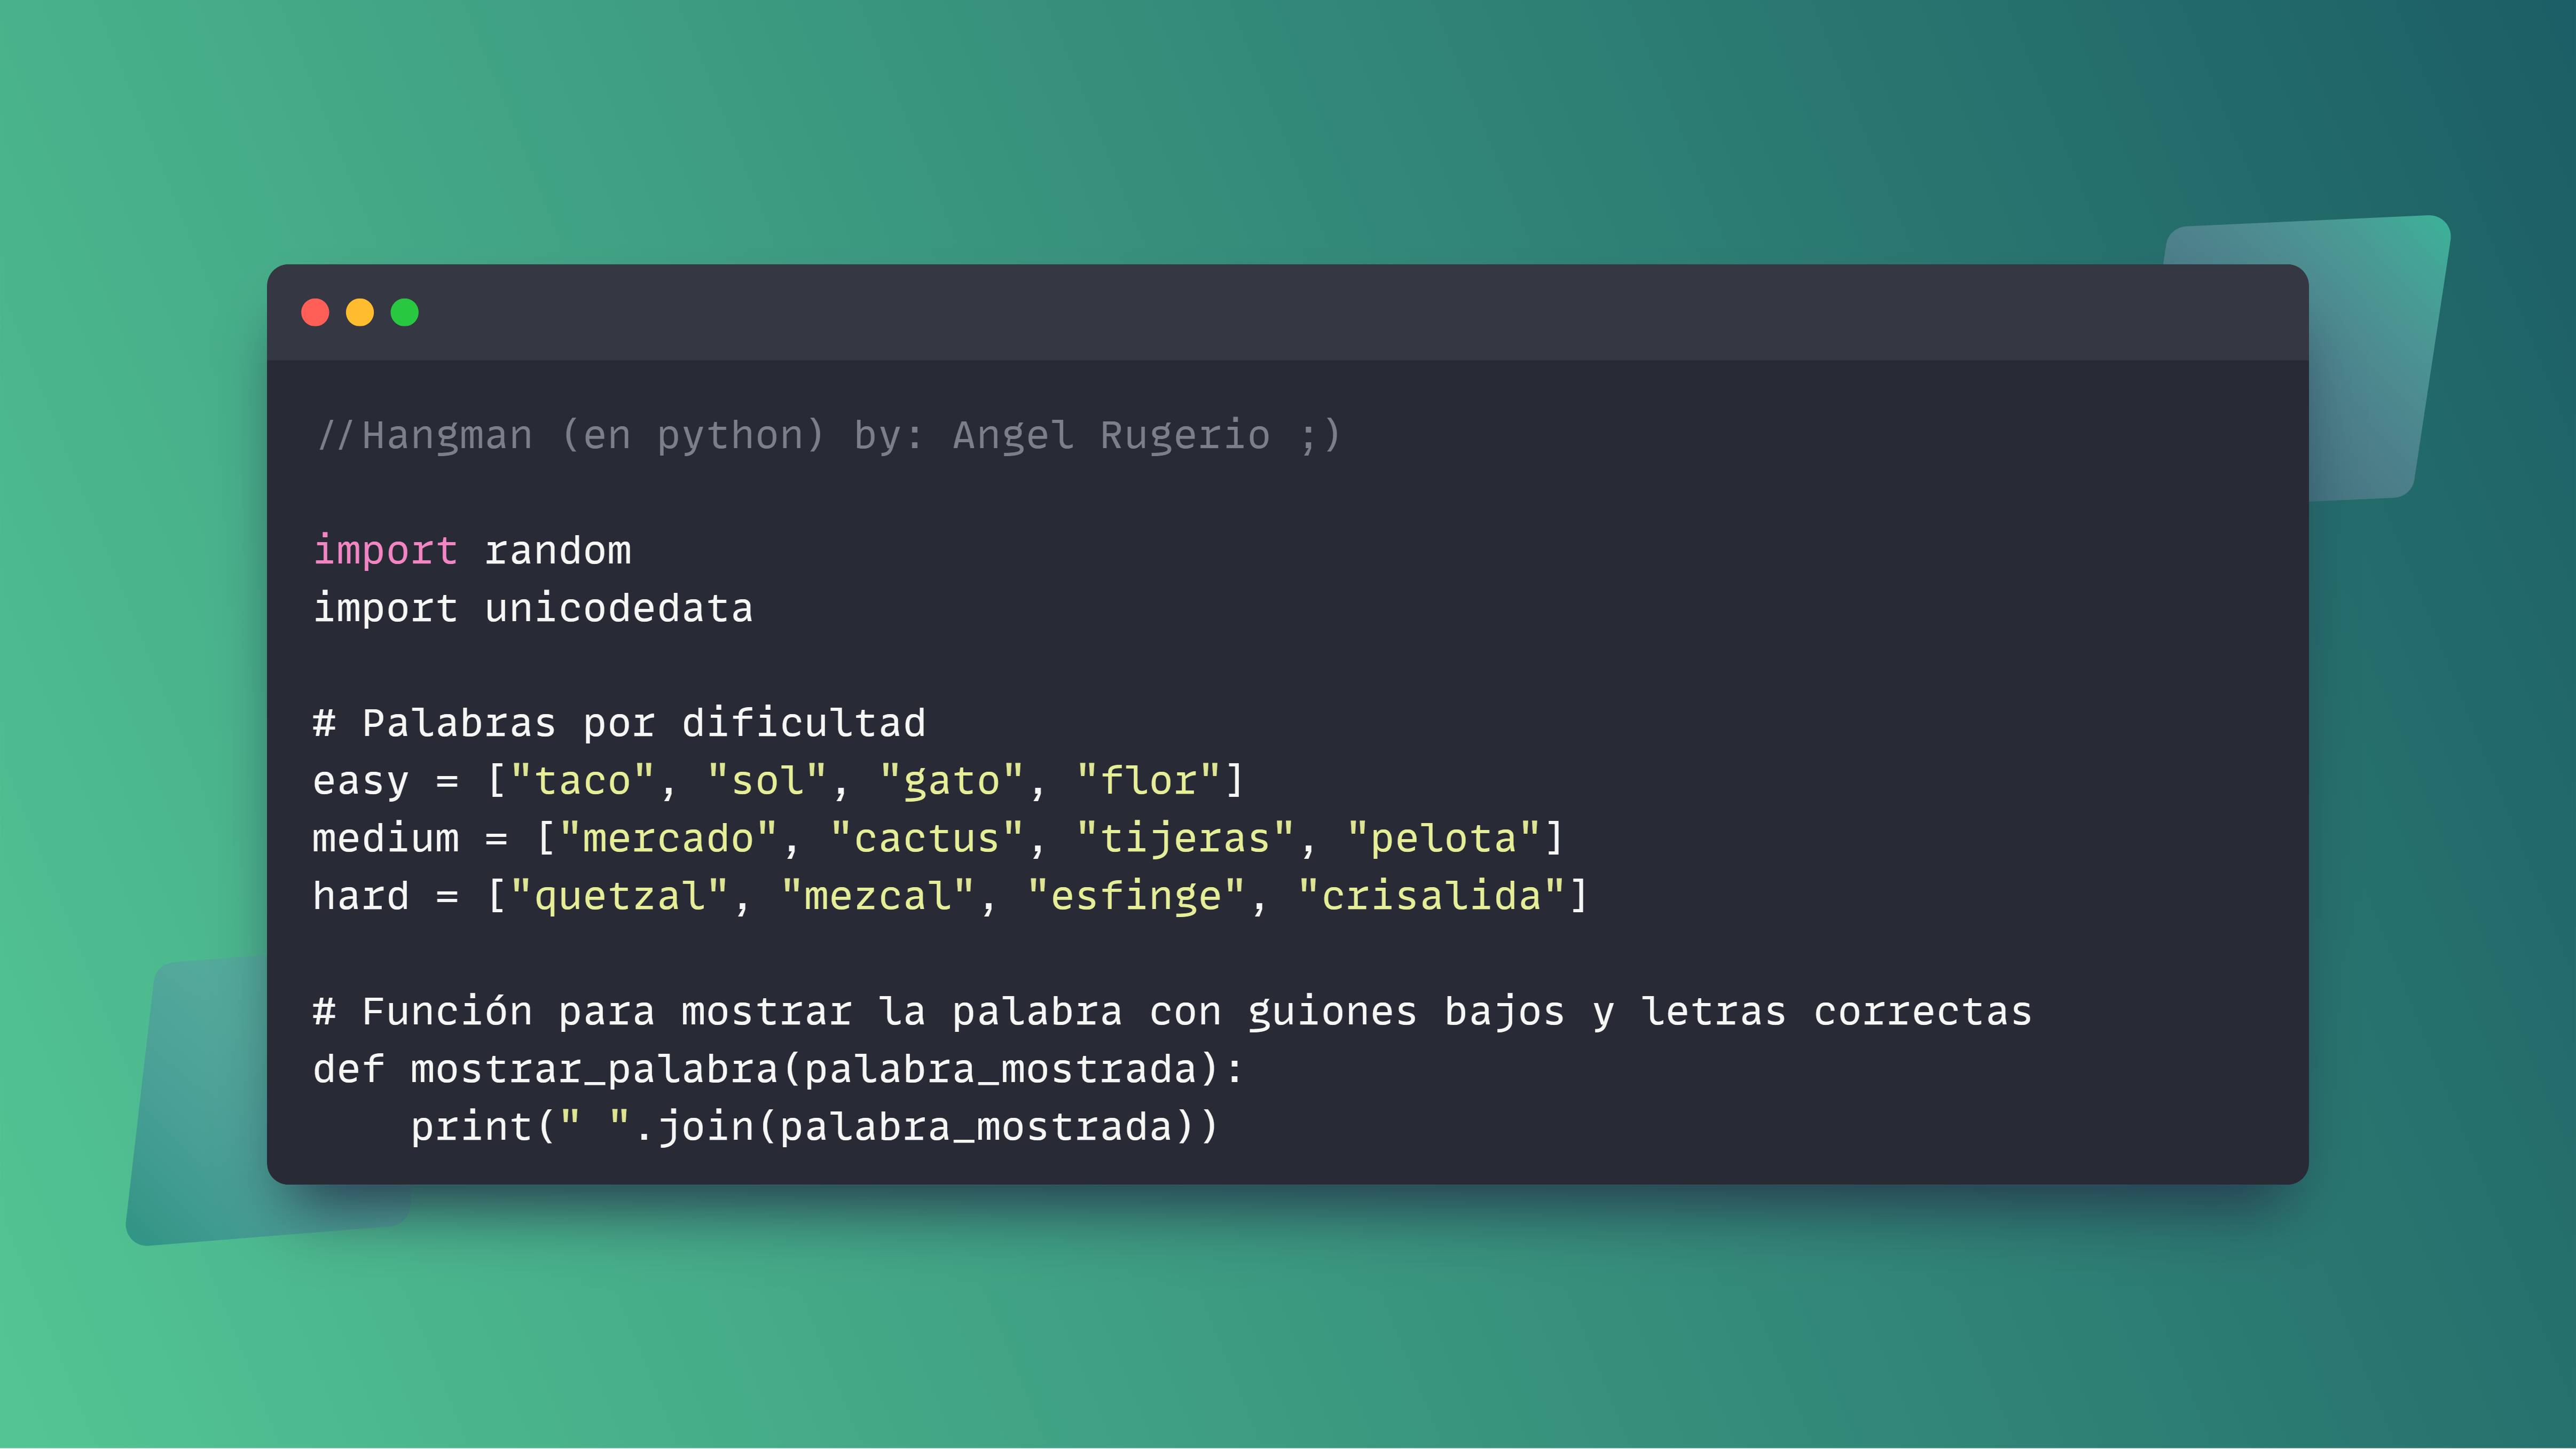 //Hangman (en python) by: Angel Rugerio ;)
import random
import unicodedata
# Palabras por dificultad
easy = ["taco", "sol", "gato", "flor"]
medium = ["mercado", "cactus", "tijeras", "pelota"]
hard = ["quetzal", "mezcal", "esfinge", "crisalida"]
# Función para mostrar la palabra con guiones bajos y letras correctas
def mostrar_palabra(palabra_mostrada):
    print(" ".join(palabra_mostrada))